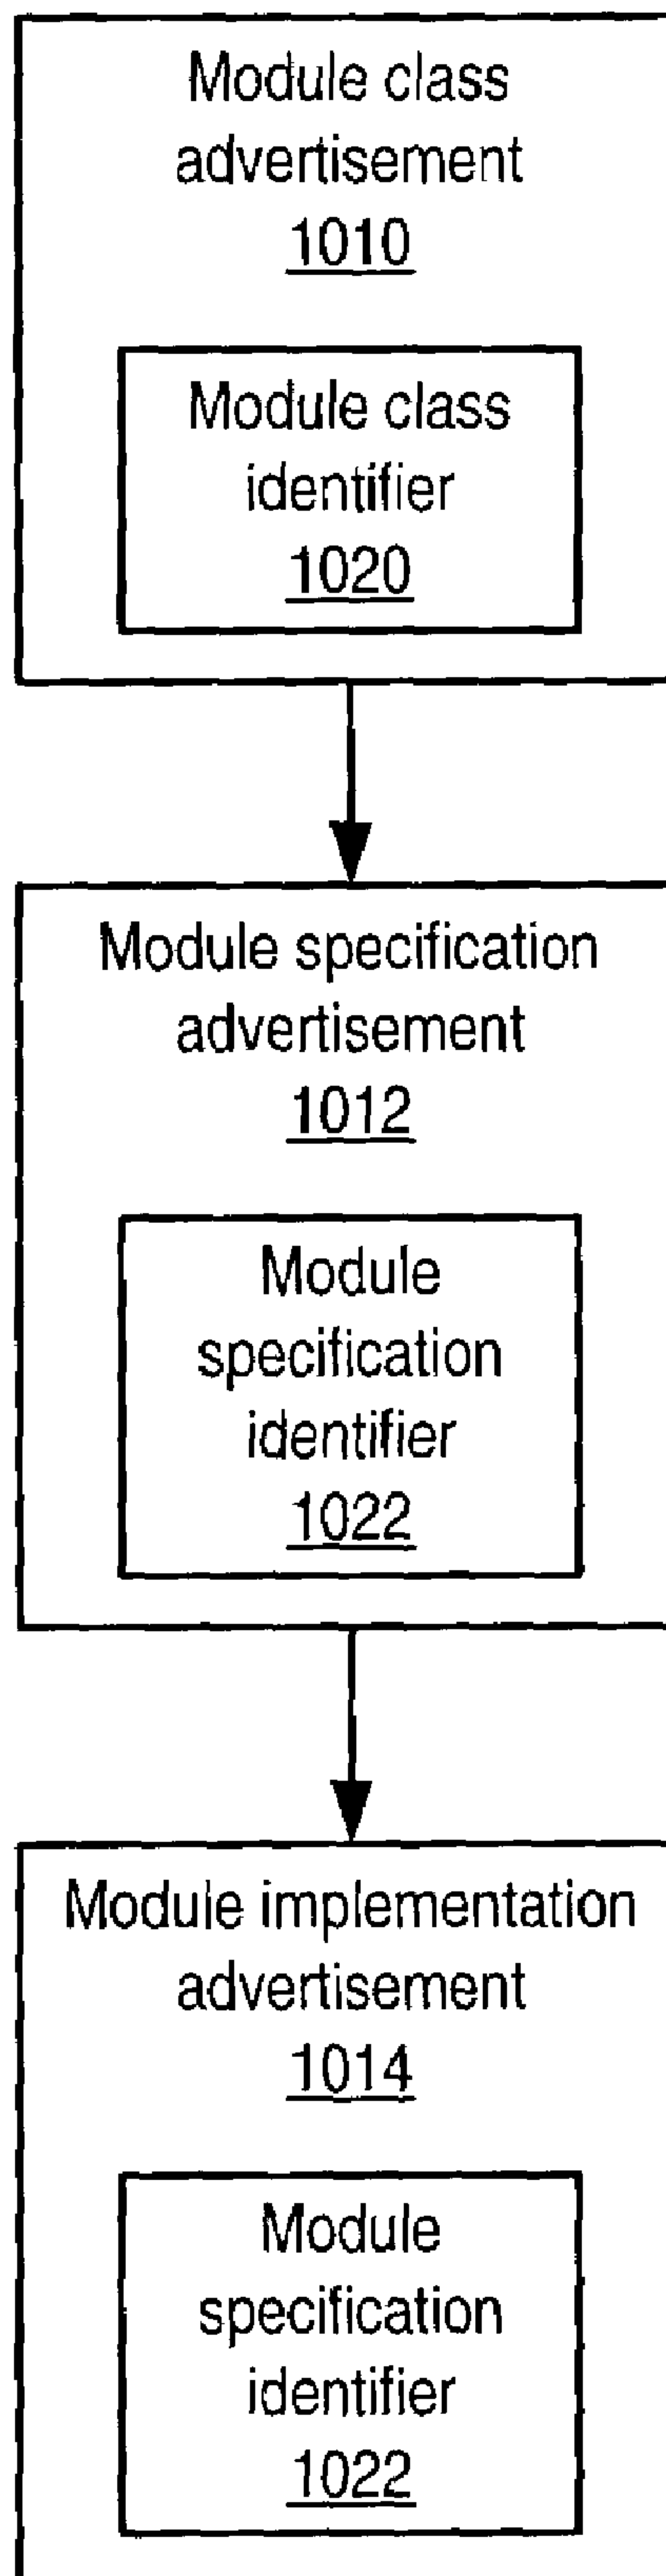 Module class
advertisement
1010
Module class
identifier
1020
Module specification
advertisement
1012
Module
specification
identifier
1022
Module implementation
advertisement
1014
Module
specification
identifier
1022